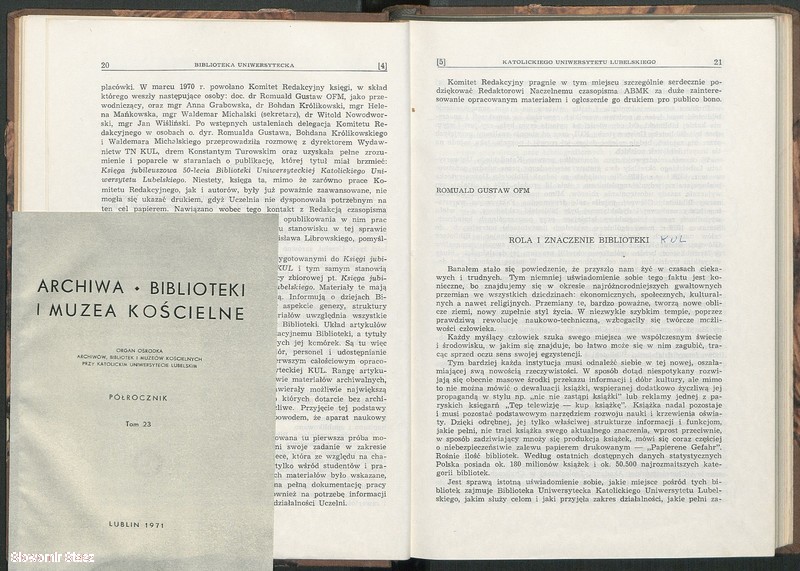 20 BIBLIOTEKA UNIWERSYTECKA [4]
placówki. W marcu 1970 r. powołano Komitet Redakcyjny księgi, w skład
którego weszły następujące osoby: doc. dr Romuald Gustaw OFM, jako prze-
wodniczący, oraz mgr Anna Grabowska, dr Bohdan Królikowski, mgr Hele-
na Mańkowska, mgr Waldemar Michalski (sekretarz), dr Witold Nowodwor-
ski, mgr Jan Wiśliński. Po wstępnych ustaleniach delegacja Komitetu Re-
dakcyjnego w osobach o. dyr. Romualda Gustawa, Bohdana Królikowskiego
i Waldemara Michalskiego przeprowadziła rozmowę z dyrektorem Wydaw-
nictw TN KUL, drem Konstantym Turowskim oraz uzyskała pełne zrozu-
mienie i poparcie w staraniach o publikację, której tytuł miał brzmieć:
Księga jubileuszowa 50-lecia Biblioteki Uniwersyteckiej Katolickiego Uni-
wersytetu Lubelskiego. Niestety, księga ta, mimo że zarówno prace Ko-
mitetu Redakcyjnego, jak i autorów, były już poważnie zaawansowane, nie
mogła się ukazać drukiem, gdyż Uczelnia nie dysponowała potrzebnym na
ten cel papierem. Nawiązano wobec tego kontakt z Redakcją czasopisma
opublikowania w nim prac
u stanowisku w tej sprawie
isława Librowskiego, pomyśl-
ygotowanymi do Księgi jubi-
KUL i tym samym stanowią
cy zbiorowej pt. Księga jubi-
ubelskiego. Materiały te mają
ą. Informują o dziejach Bi-
aspekcie genezy, struktury
teriałów uwzględnia wszystkie
Biblioteki. Układ artykułów
acyjnemu Biblioteki, a tytuły
ych jej komórek. Są tu więc
ór, personel i udostępnianie
erwszym całościowym opraco-
teckiej KUL. Rangę artyku-
wie materiałów archiwalnych,
wierały możliwie największą
których dotarcie bez archi-
żliwe. Przyjęcie tej podstawy
owodem, że aparat naukowy
owana tu pierwsza próba mo-
ni swoje zadanie w zakresie
ece, która ze względu na cha-
tylko wśród studentów i pra-
ch materiałów było wskazane,
na pełną dokumentację pracy
wnież na potrzebę informacji
działalności Uczelni.
ARCHIWA • BIBLIOTEKI
I MUZEA KOŚCIELNE
ORGAN OŚRODKA
ARCHIWÓW, BIBLIOTEK I MUZEÓW KOŚCIELNYCH
PRZY KATOLICKIM UNIWERSYTECIE LUBELSKIM
PÓŁROCZNIK
Tom 23
LUBLIN 1971
Sławomir Staez
[5] KATOLICKIEGO UNIWERSYTETU LUBELSKIEGO 21
Komitet Redakcyjny pragnie w tym miejscu szczególnie serdecznie po-
dziękować Redaktorowi Naczelnemu czasopisma ABMK za duże zaintere-
sowanie opracowanym materiałem i ogłoszenie go drukiem pro publico bono.
ROMUALD GUSTAW OFM
ROLA I ZNACZENIE BIBLIOTEKI KUL
Banałem stało się powiedzenie, że przyszło nam żyć w czasach cieka-
wych i trudnych. Tym niemniej uświadomienie sobie tego faktu jest ko-
nieczne, bo znajdujemy się w okresie najróżnorodniejszych gwałtownych
przemian we wszystkich dziedzinach: ekonomicznych, społecznych, kultural-
nych a nawet religijnych. Przemiany te, bardzo poważne, tworzą nowe obli-
cze ziemi, nowy zupełnie styl życia. W niezwykle szybkim tempie, poprzez
prawdziwą rewolucję naukowo-techniczną, wzbogaciły się twórcze możli-
wości człowieka.
Każdy myślący człowiek szuka swego miejsca we współczesnym świecie
i środowisku, w jakim się znajduje, bo łatwo może się w nim zagubić, tra-
cąc sprzed oczu sens swojej egzystencji.
Tym bardziej każda instytucja musi odnaleźć siebie w tej nowej, oszała-
miającej swą nowością rzeczywistości. W sposób dotąd niespotykany rozwi-
jają się obecnie masowe środki przekazu informacji i dóbr kultury, ale mimo
to nie można mówić o dewaluacji książki, wspieranej dodatkowo życzliwą jej
propagandą w stylu np. „nie zastąpi książki” lub reklamy jednej z pa-
ryskich księgarń „Tęp telewizję — kup książkę”. Książka nadal pozostaje
i musi pozostać podstawowym narzędziem rozwoju nauki i krzewienia oświa-
ty. Dzięki odrębnej, jej tylko właściwej strukturze informacji i funkcjom,
jakie pełni, nie traci książka swego aktualnego znaczenia, wprost przeciwnie,
w sposób zadziwiający mnoży się produkcja książek, mówi się coraz częściej
o niebezpieczeństwie zalewu papierem drukowanym — „Papierene Gefahr”.
Rośnie ilość bibliotek. Według ostatnich dostępnych danych statystycznych
Polska posiada ok. 180 milionów książek i ok. 50.500 najrozmaitszych kate-
gorii bibliotek.
Jest sprawą istotną uświadomienie sobie, jakie miejsce pośród tych bi-
bliotek zajmuje Biblioteka Uniwersytecka Katolickiego Uniwersytetu Lubel-
skiego, jakim służy celom i jaki przyjęła zakres działalności, jakie pełni za-